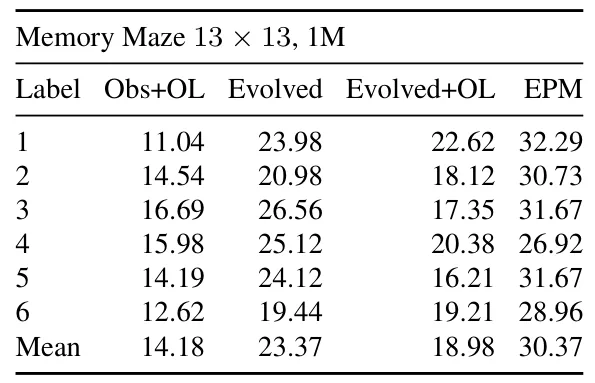 Memory Maze 13 × 13, 1M
Label Obs+OL Evolved Evolved+OL EPM
1 11.04 23.98 22.62 32.29
2 14.54 20.98 18.12 30.73
3 16.69 26.56 17.35 31.67
4 15.98 25.12 20.38 26.92
5 14.19 24.12 16.21 31.67
6 12.62 19.44 19.21 28.96
Mean 14.18 23.37 18.98 30.37